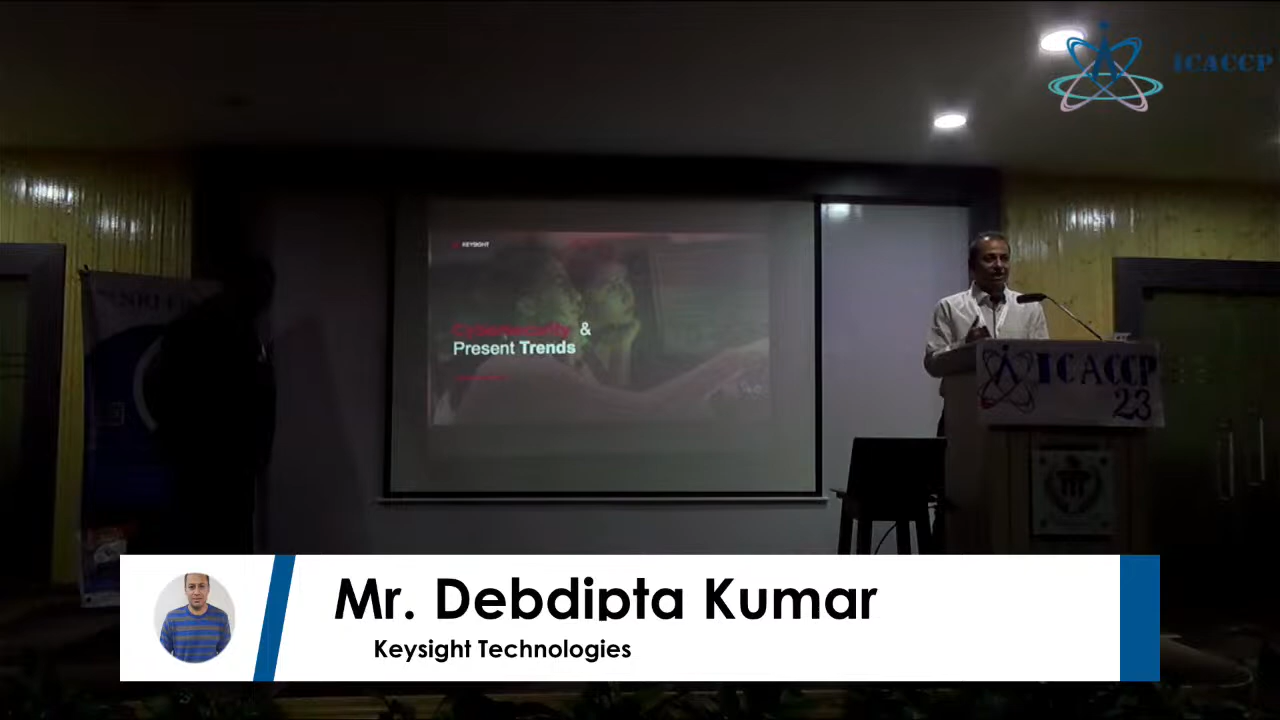 ICACCP
KEYSIGHT
Cybersecurity &
Present Trends
ICACCP
23
Mr. Debdipta Kumar
Keysight Technologies